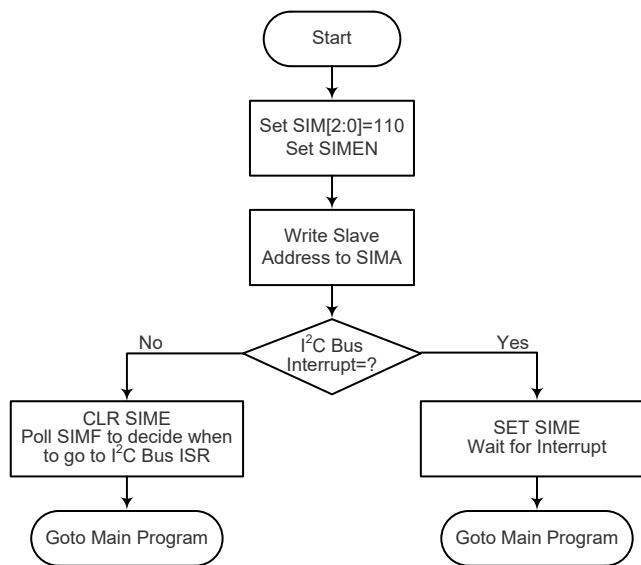 Start
Set SIM[2:0]=110
Set SIMEN
Write Slave
Address to SIMA
I²C Bus
Interrupt=?
No
Yes
CLR SIME
Poll SIMF to decide when
to go to I²C Bus ISR
SET SIME
Wait for Interrupt
Goto Main Program
Goto Main Program